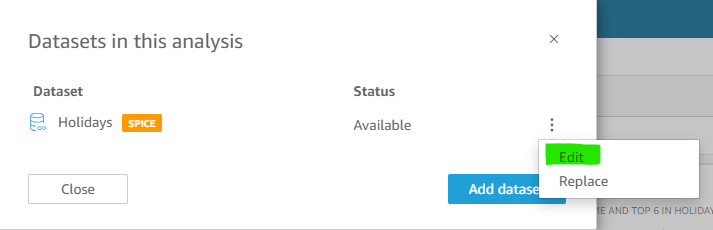 Datasets in this analysis
Dataset Status
Holidays SPICE Available
Edit
Close Add datase
Replace
ME AND TOP 6 IN HOLIDAY